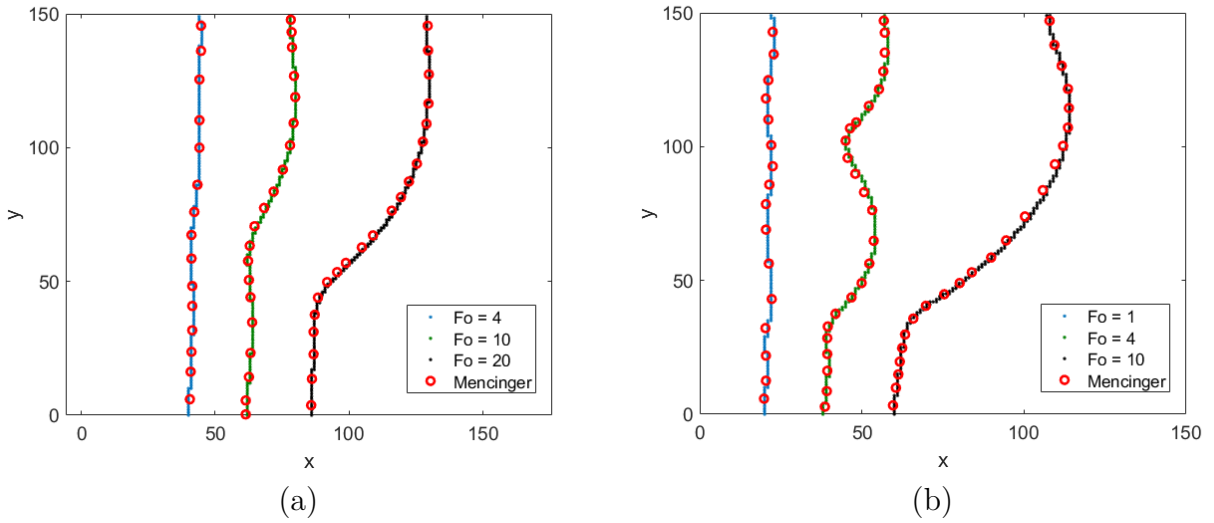 150
100
50
0
y
0
50
100
150
x
Fo = 4
Fo = 10
Fo = 20
Mencinger
(a)
150
100
50
0
y
0
50
100
150
x
Fo = 1
Fo = 4
Fo = 10
Mencinger
(b)